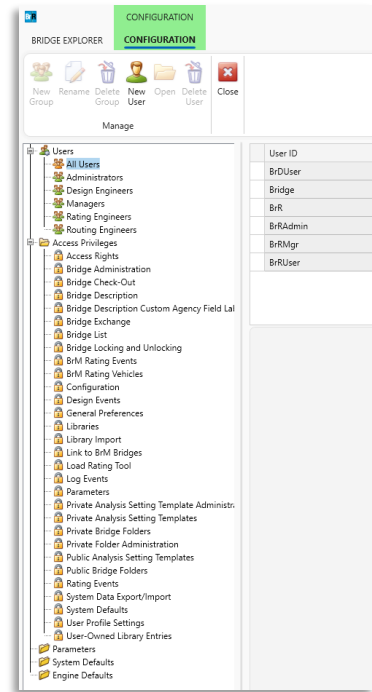 CONFIGURATION
BRIDGE EXPLORER CONFIGURATION
New Group
Rename
Delete Group
New User
Open
Delete User
Close
Manage
Users
All Users
Administrators
Design Engineers
Managers
Rating Engineers
Routing Engineers
Access Privileges
Access Rights
Bridge Administration
Bridge Check-Out
Bridge Description
Bridge Description Custom Agency Field Lal
Bridge Exchange
Bridge List
Bridge Locking and Unlocking
BrM Rating Events
BrM Rating Vehicles
Configuration
Design Events
General Preferences
Libraries
Library Import
Link to BrM Bridges
Load Rating Tool
Log Events
Parameters
Private Analysis Setting Template Administra
Private Analysis Setting Templates
Private Bridge Folders
Private Folder Administration
Public Analysis Setting Templates
Public Bridge Folders
Rating Events
System Data Export/Import
System Defaults
User Profile Settings
User-Owned Library Entries
Parameters
System Defaults
Engine Defaults
User ID
BrDUser
Bridge
BrR
BrRAdmin
BrRMgr
BrRUser